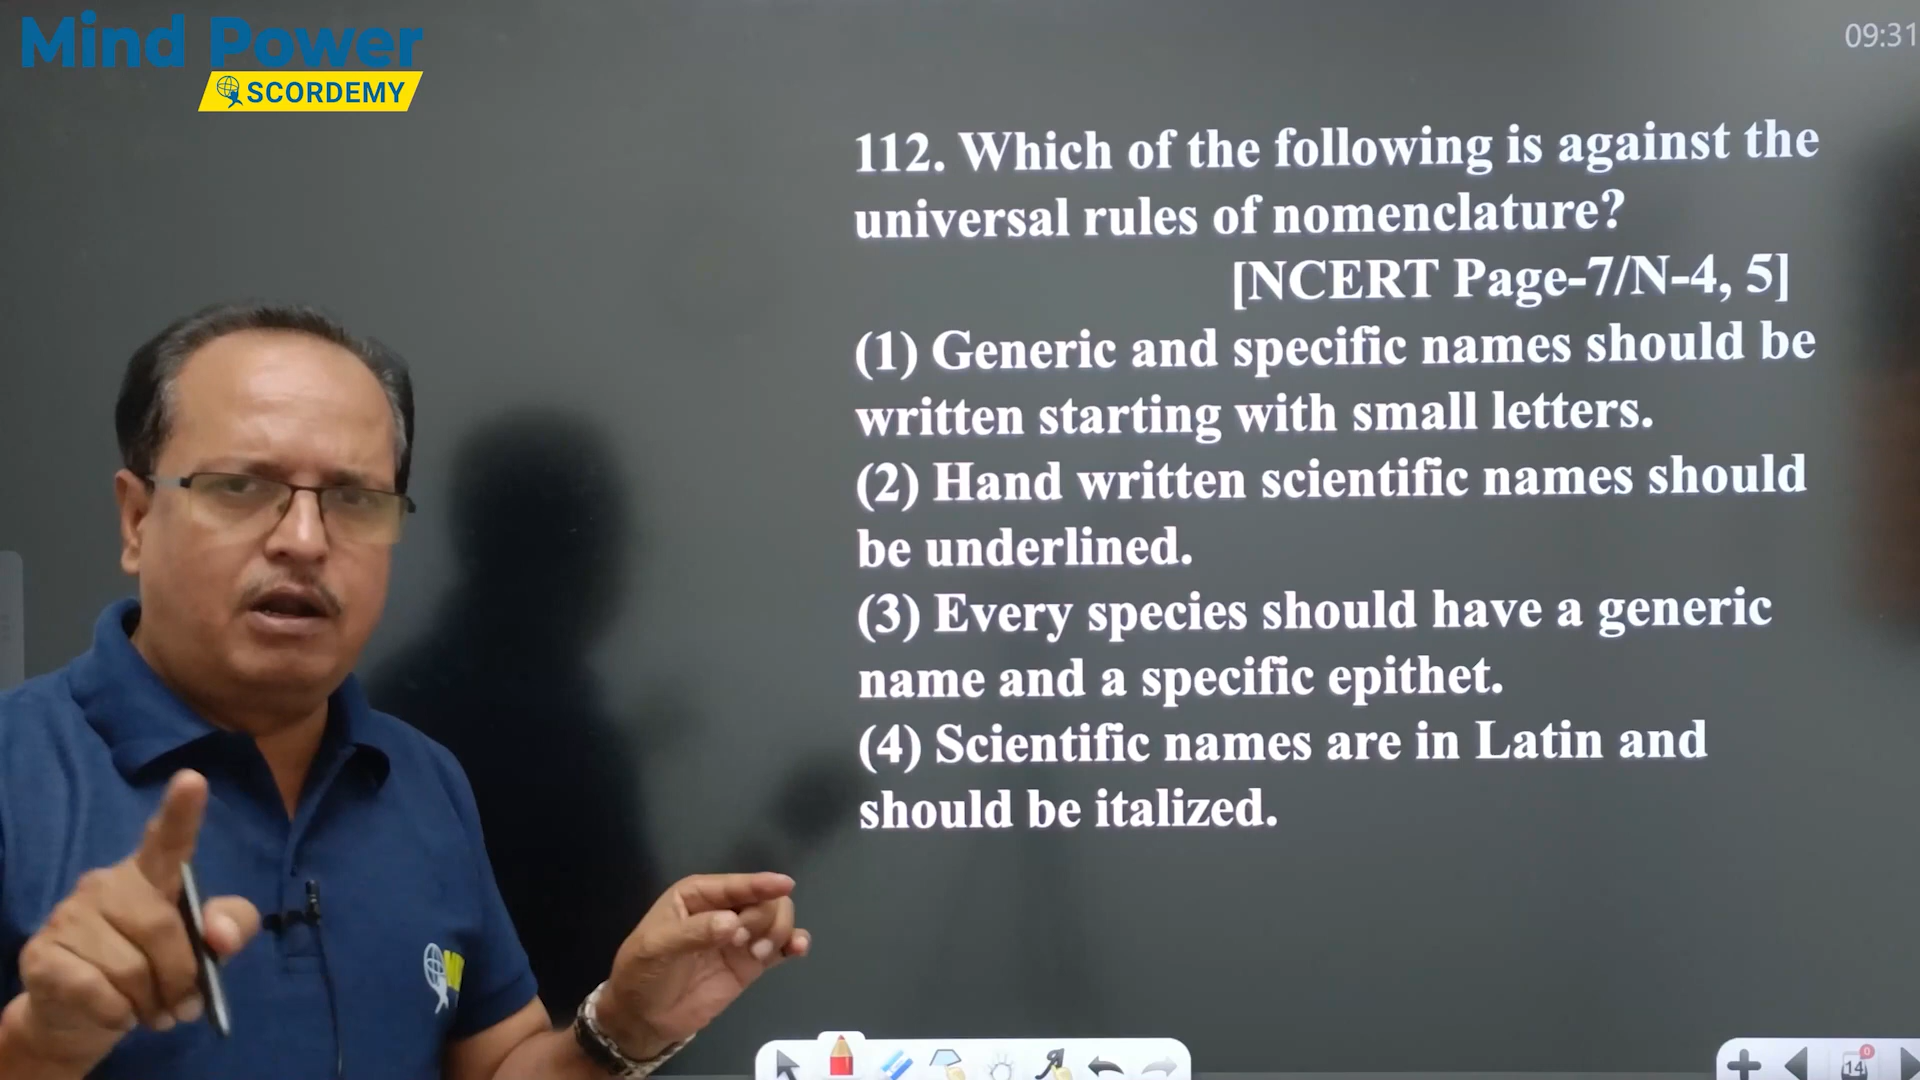 Mind Power
SCORDEMY
09:31
112. Which of the following is against the
universal rules of nomenclature?
[NCERT Page-7/N-4, 5]
(1) Generic and specific names should be
written starting with small letters.
(2) Hand written scientific names should
be underlined.
(3) Every species should have a generic
name and a specific epithet.
(4) Scientific names are in Latin and
should be italized.
14
0